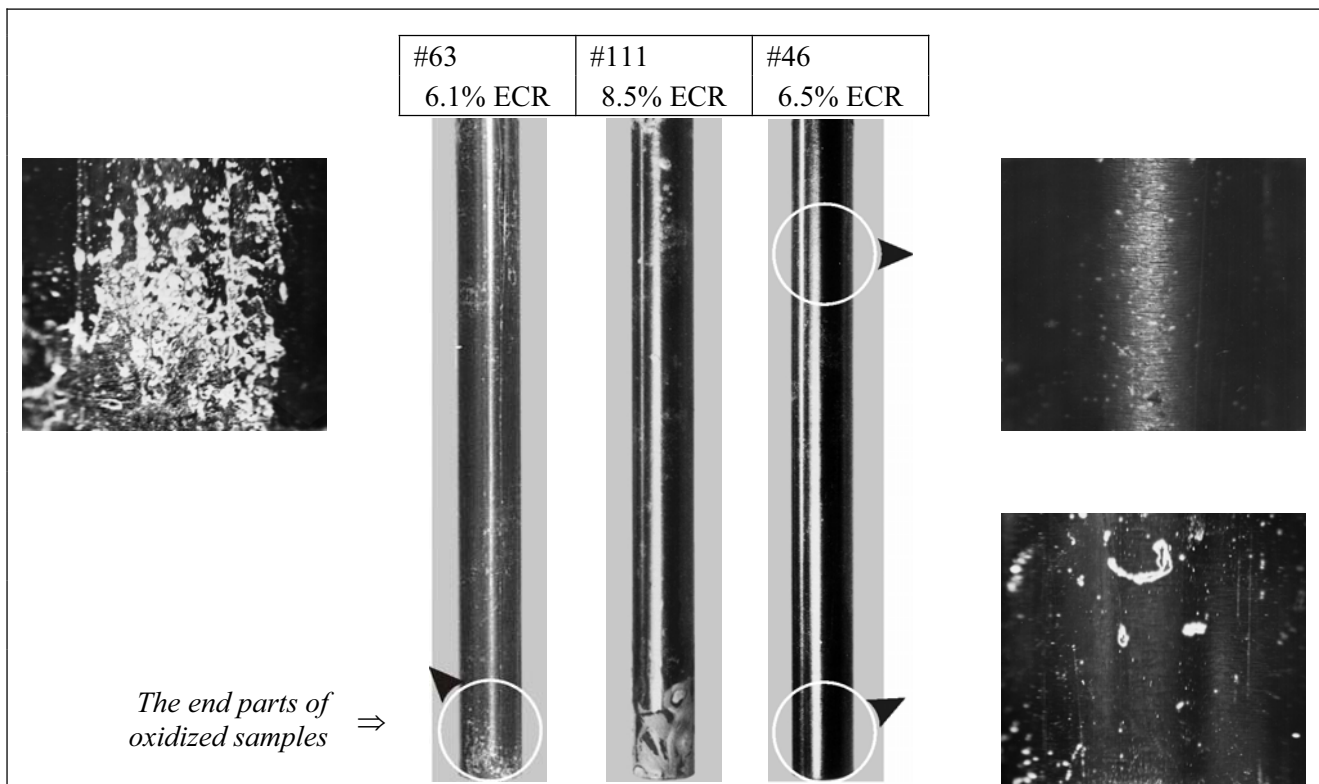 #63 #111 #46
6.1% ECR 8.5% ECR 6.5% ECR
The end parts of ⇒
oxidized samples